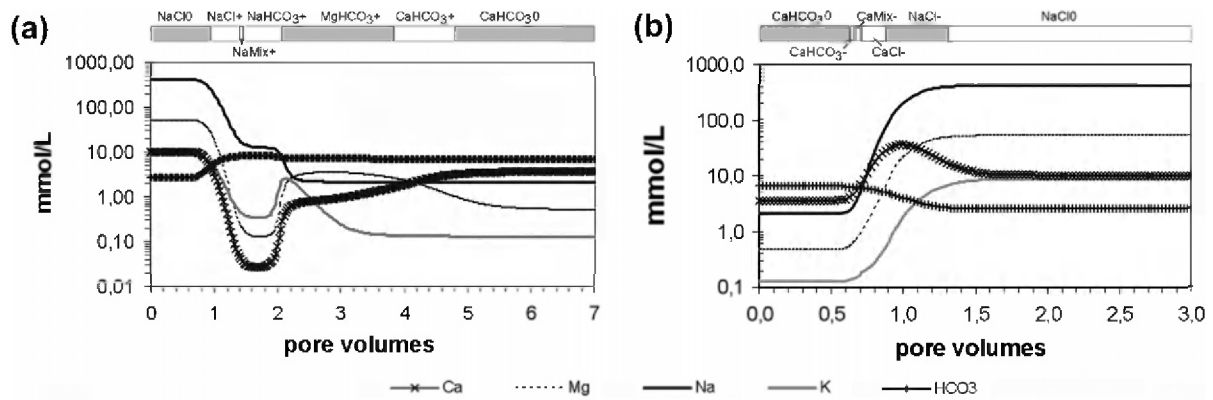 (a)
NaCl0 NaCl+ NaHCO3+ MgHCO3+ CaHCO3+ CaHCO30
NaMix+
1000,00
100,00
10,00
1,00
0,10
0,01
mmol/L
0 1 2 3 4 5 6 7
pore volumes
(b)
CaHCO30 CaMix- NaCl- NaCl0
CaHCO3- CaCl-
1000,0
100,0
10,0
1,0
0,1
mmol/L
0,0 0,5 1,0 1,5 2,0 2,5 3,0
pore volumes
Ca Mg Na K HCO3